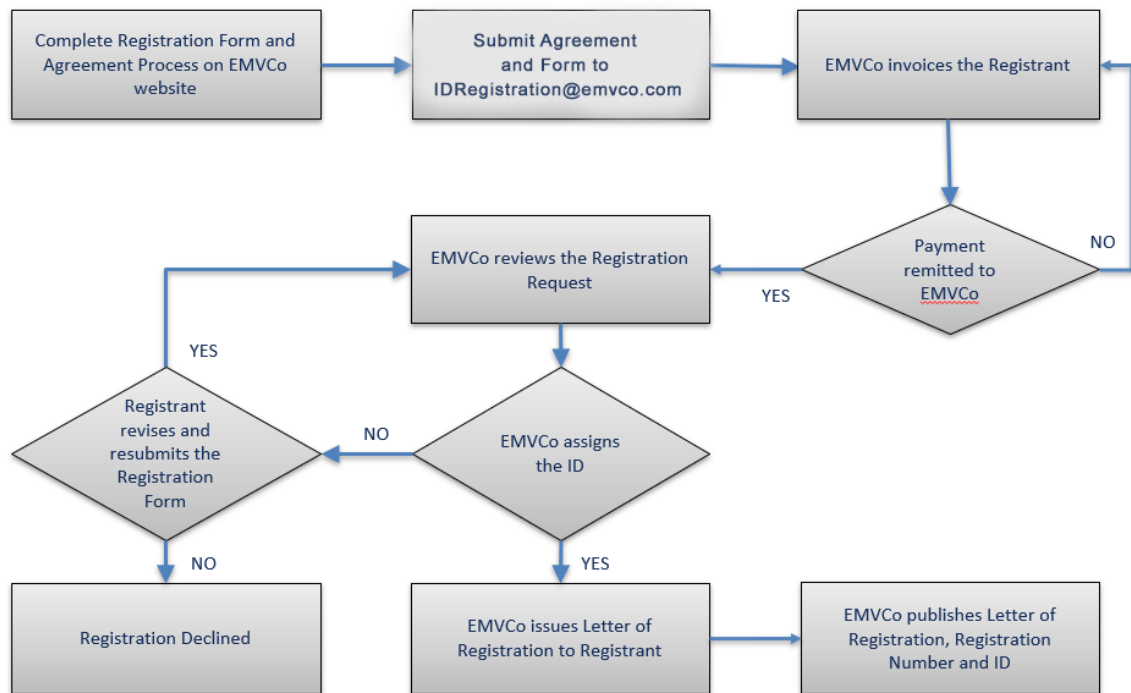 Complete Registration Form and
Agreement Process on EMVCo
website
Submit Agreement
and Form to
IDRegistration@emvco.com
EMVCo invoices the Registrant
Payment
remitted to
EMVCo
NO
YES
EMVCo reviews the Registration
Request
YES
Registrant
revises and
resubmits the
Registration
Form
NO
EMVCo assigns
the ID
NO
YES
Registration Declined
EMVCo issues Letter of
Registration to Registrant
EMVCo publishes Letter of
Registration, Registration
Number and ID